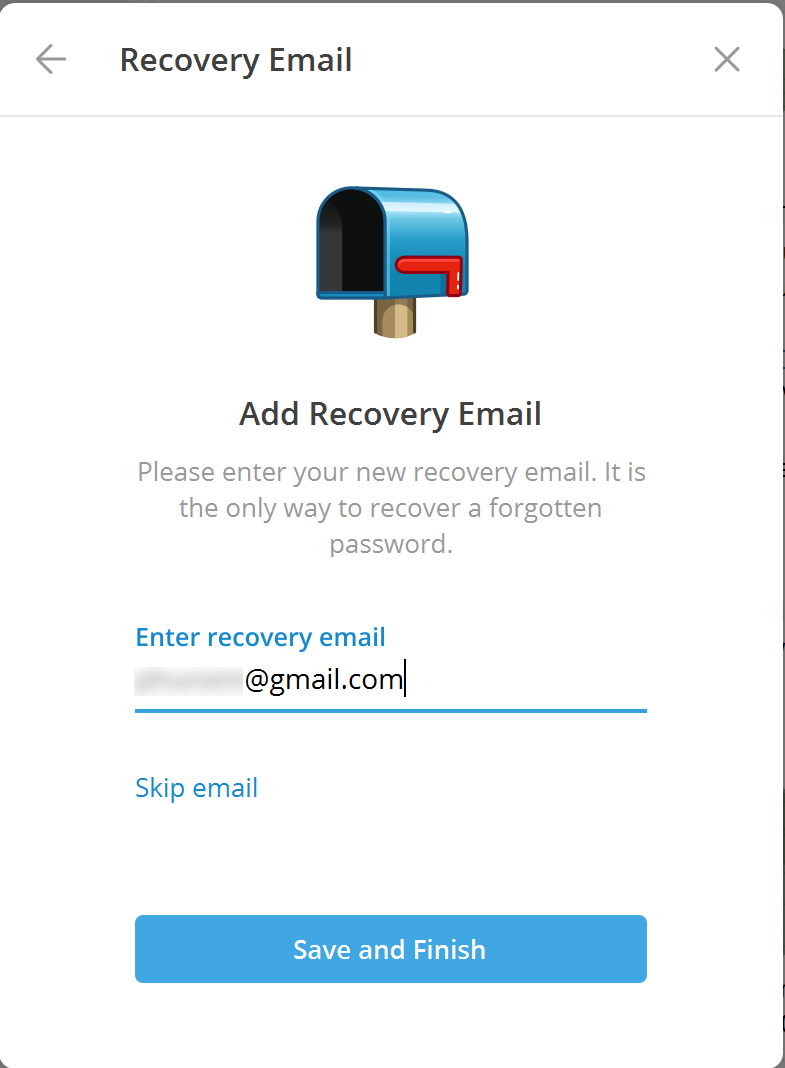 Recovery Email
Add Recovery Email
Please enter your new recovery email. It is
the only way to recover a forgotten
password.
Enter recovery email
@gmail.com
Skip email
Save and Finish